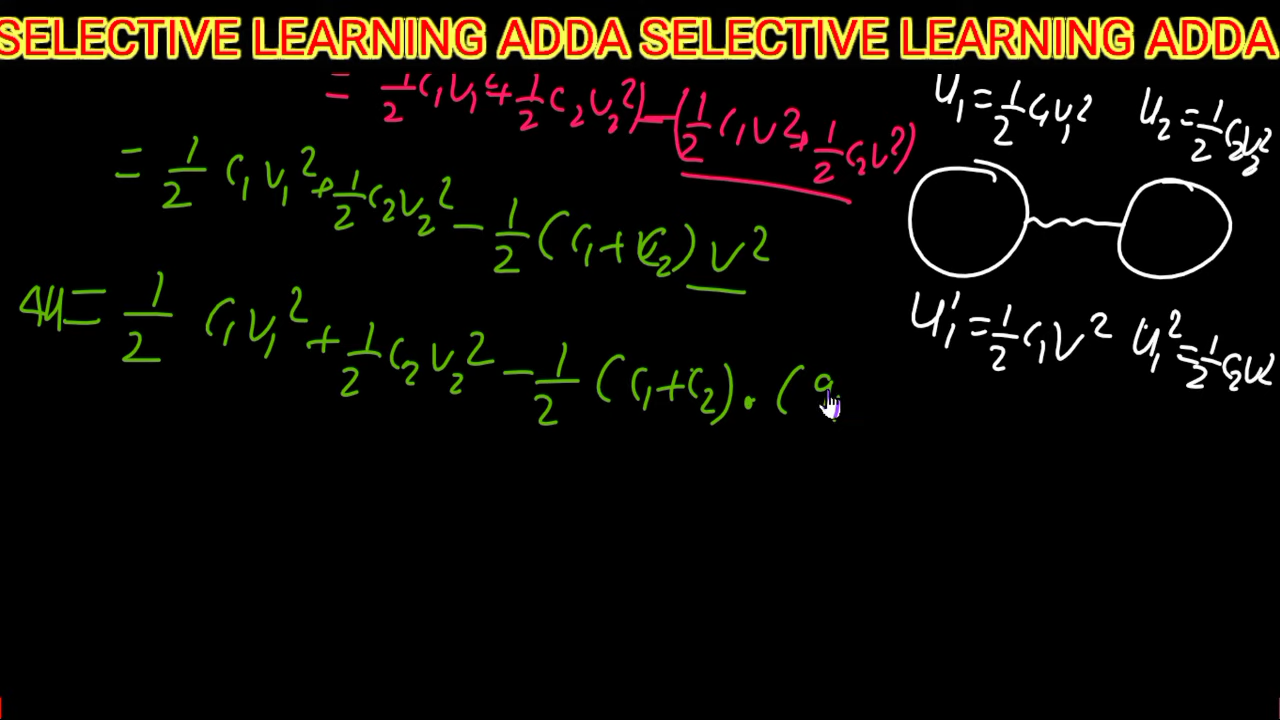 SELECTIVE LEARNING ADDA SELECTIVE LEARNING ADDA
= 1/2 C₁V₁² + 1/2 C₂V₂²) - (1/2 C₁V² + 1/2 C₂V²)
= 1/2 C₁V₁² + 1/2 C₂V₂² - 1/2 (C₁+C₂) V²
ΔU = 1/2 C₁V₁² + 1/2 C₂V₂² - 1/2 (C₁+C₂) · (
U₁ = 1/2 C₁V₁² U₂ = 1/2 C₂V₂²
U₁' = 1/2 C₁V² U₁² = 1/2 C₂V²